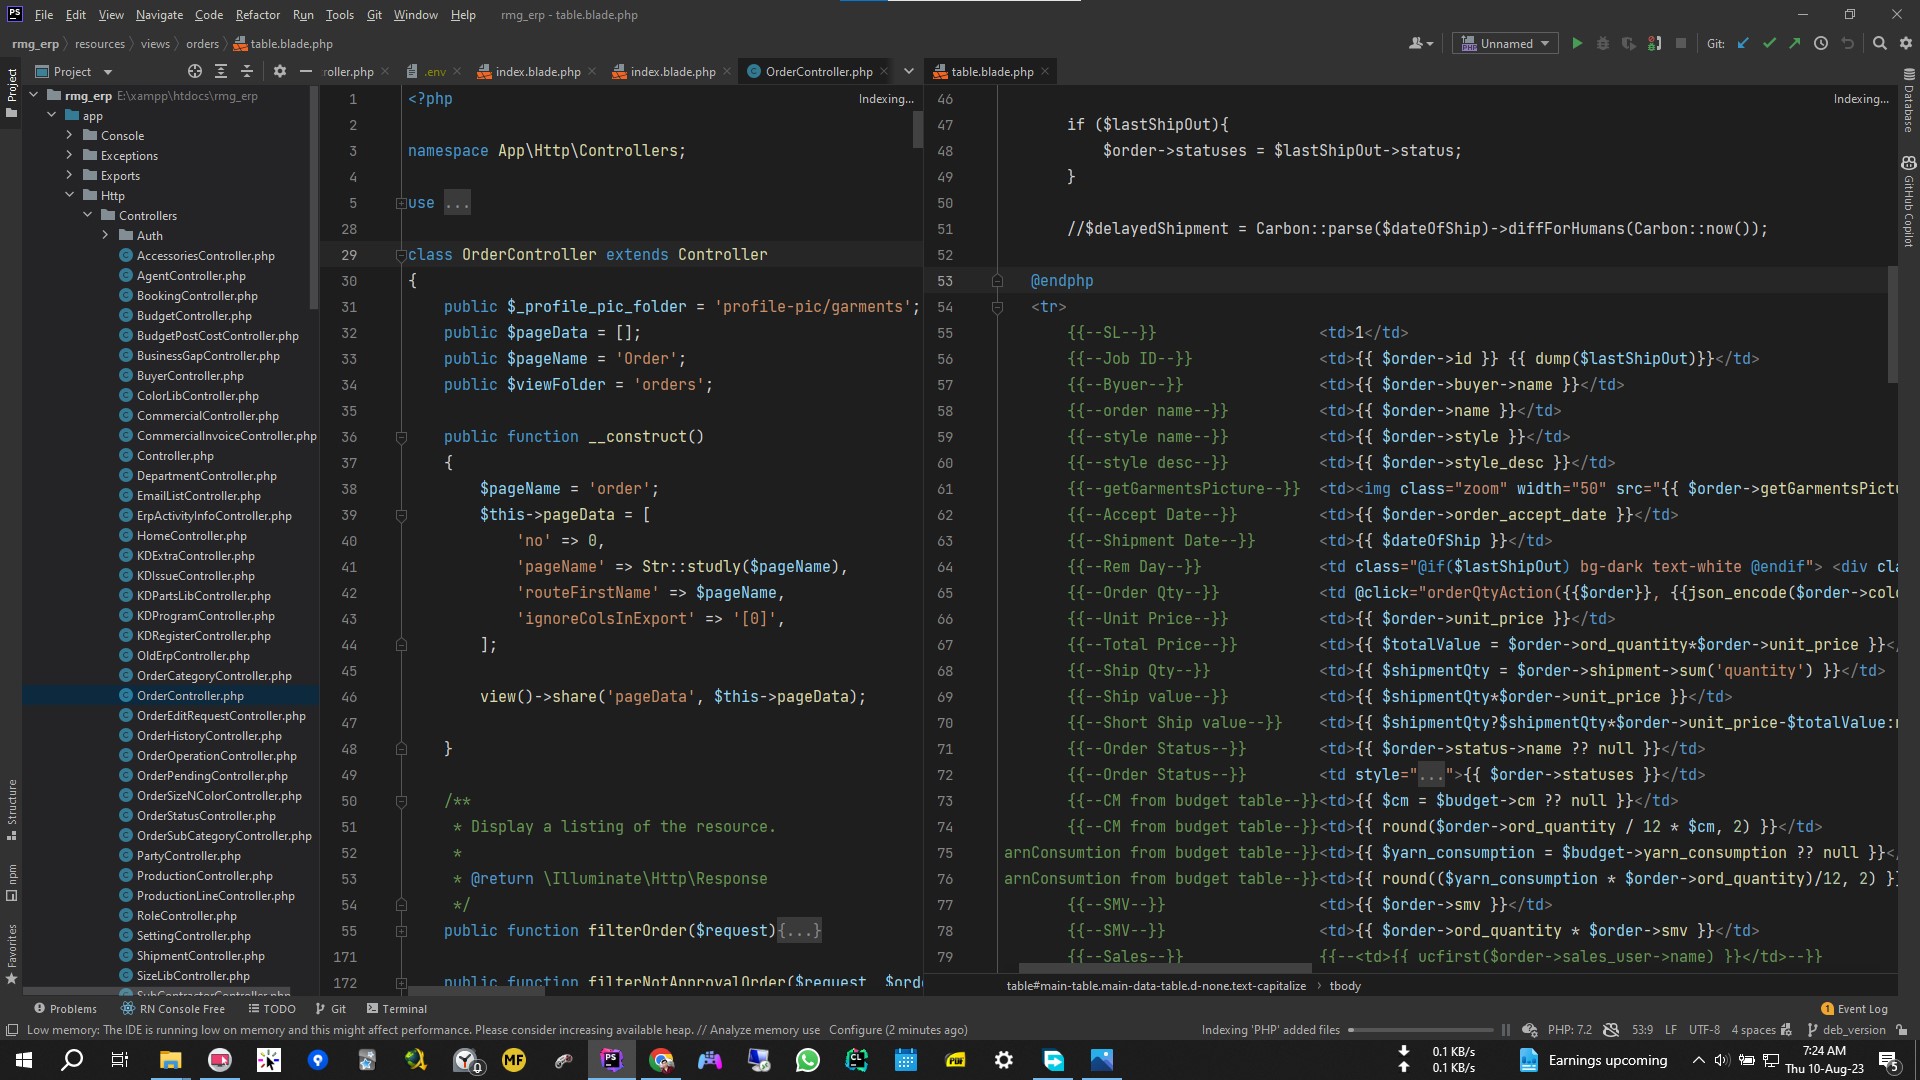 PS File Edit View Navigate Code Refactor Run Tools Git Window Help rmg_erp - table.blade.php
rmg_erp resources views orders table.blade.php
Unnamed
Git:
Project
roller.php .env index.blade.php index.blade.php OrderController.php
table.blade.php
Project
Structure
npm
Favorites
rmg_erp E:\xampp\htdocs\rmg_erp
app
Console
Exceptions
Exports
Http
Controllers
Auth
AccessoriesController.php
AgentController.php
BookingController.php
BudgetController.php
BudgetPostCostController.php
BusinessGapController.php
BuyerController.php
ColorLibController.php
CommercialController.php
CommercialInvoiceController.php
Controller.php
DepartmentController.php
EmailListController.php
ErpActivityInfoController.php
HomeController.php
KDExtraController.php
KDIssueController.php
KDPartsLibController.php
KDProgramController.php
KDRegisterController.php
OldErpController.php
OrderCategoryController.php
OrderController.php
OrderEditRequestController.php
OrderHistoryController.php
OrderOperationController.php
OrderPendingController.php
OrderSizeNColorController.php
OrderStatusController.php
OrderSubCategoryController.php
PartyController.php
ProductionController.php
ProductionLineController.php
RoleController.php
SettingController.php
ShipmentController.php
SizeLibController.php
SubContractorController.php
Indexing...
1 <?php
2
3 namespace App\Http\Controllers;
4
5 use ...
28
29 class OrderController extends Controller
30 {
31 public $_profile_pic_folder = 'profile-pic/garments';
32 public $pageData = [];
33 public $pageName = 'Order';
34 public $viewFolder = 'orders';
35
36 public function __construct()
37 {
38 $pageName = 'order';
39 $this->pageData = [
40 'no' => 0,
41 'pageName' => Str::studly($pageName),
42 'routeFirstName' => $pageName,
43 'ignoreColsInExport' => '[0]',
44 ];
45
46 view()->share('pageData', $this->pageData);
47
48 }
49
50 /**
51 * Display a listing of the resource.
52 *
53 * @return \Illuminate\Http\Response
54 */
55 public function filterOrder($request){...}
171
172 public function filterNotApprovalOrder($request, $ord
Indexing...
46
47 if ($lastShipOut){
48 $order->statuses = $lastShipOut->status;
49 }
50
51 //$delayedShipment = Carbon::parse($dateOfShip)->diffForHumans(Carbon::now());
52
53 @endphp
54 <tr>
55 {{--SL--}} <td>1</td>
56 {{--Job ID--}} <td>{{ $order->id }} {{ dump($lastShipOut)}}</td>
57 {{--Byuer--}} <td>{{ $order->buyer->name }}</td>
58 {{--order name--}} <td>{{ $order->name }}</td>
59 {{--style name--}} <td>{{ $order->style }}</td>
60 {{--style desc--}} <td>{{ $order->style_desc }}</td>
61 {{--getGarmentsPicture--}} <td><img class="zoom" width="50" src="{{ $order->getGarmentsPictu
62 {{--Accept Date--}} <td>{{ $order->order_accept_date }}</td>
63 {{--Shipment Date--}} <td>{{ $dateOfShip }}</td>
64 {{--Rem Day--}} <td class="@if($lastShipOut) bg-dark text-white @endif"> <div cla
65 {{--Order Qty--}} <td @click="orderQtyAction({{$order}}, {{json_encode($order->colo
66 {{--Unit Price--}} <td>{{ $order->unit_price }}</td>
67 {{--Total Price--}} <td>{{ $totalValue = $order->ord_quantity*$order->unit_price }}</
68 {{--Ship Qty--}} <td>{{ $shipmentQty = $order->shipment->sum('quantity') }}</td>
69 {{--Ship value--}} <td>{{ $shipmentQty*$order->unit_price }}</td>
70 {{--Short Ship value--}} <td>{{ $shipmentQty?$shipmentQty*$order->unit_price-$totalValue:n
71 {{--Order Status--}} <td>{{ $order->status->name ?? null }}</td>
72 {{--Order Status--}} <td style="...">{{ $order->statuses }}</td>
73 {{--CM from budget table--}}<td>{{ $cm = $budget->cm ?? null }}</td>
74 {{--CM from budget table--}}<td>{{ round($order->ord_quantity / 12 * $cm, 2) }}</td>
75 arnConsumtion from budget table--}}<td>{{ $yarn_consumption = $budget->yarn_consumption ?? null }}</
76 arnConsumtion from budget table--}}<td>{{ round(($yarn_consumption * $order->ord_quantity)/12, 2) }}
77 {{--SMV--}} <td>{{ $order->smv }}</td>
78 {{--SMV--}} <td>{{ $order->ord_quantity * $order->smv }}</td>
79 {{--Sales--}} {{--<td>{{ ucfirst($order->sales_user->name) }}</td>--}}
table#main-table.main-data-table.d-none.text-capitalize tbody
Database
GitHub Copilot
Problems RN Console Free TODO Git Terminal
1 Event Log
Low memory: The IDE is running low on memory and this might affect performance. Please consider increasing available heap. // Analyze memory use Configure (2 minutes ago)
Indexing 'PHP' added files PHP: 7.2 53:9 LF UTF-8 4 spaces deb_version
MF PS CL
0.1 KB/s
0.1 KB/s
Earnings upcoming
7:24 AM
Thu 10-Aug-23
5